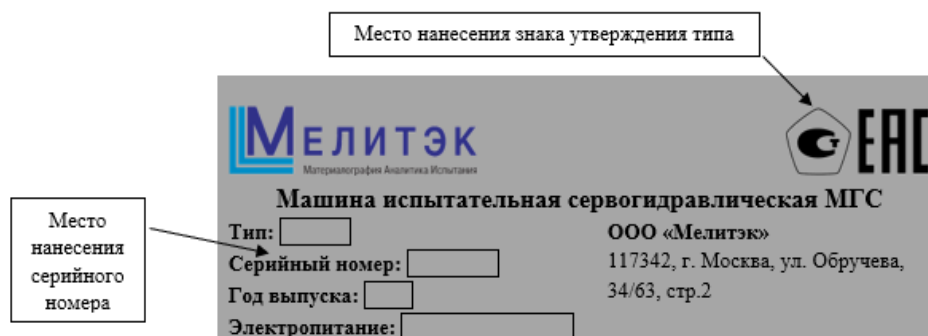 Место нанесения знака утверждения типа
МЕЛИТЭК
ЕАС
Материалография Аналитика Испытания
Машина испытательная сервогидравлическая МГС
Место
нанесения
серийного
номера
Тип:
ООО «Мелитэк»
Серийный номер:
117342, г. Москва, ул. Обручева,
Год выпуска:
34/63, стр.2
Электропитание: